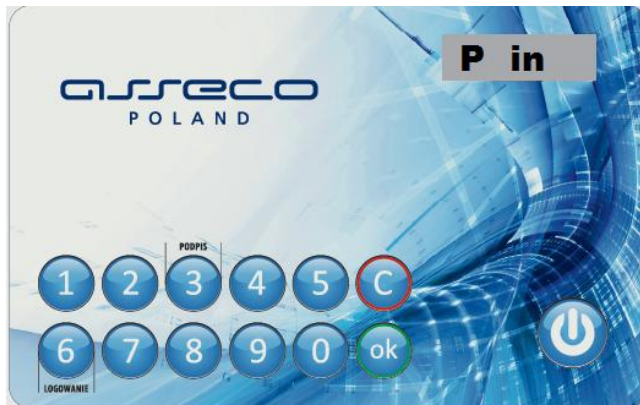 P in
asseco
POLAND
PODPIS
1 2 3 4 5 C
6 7 8 9 0 ok
LOGOWANIE